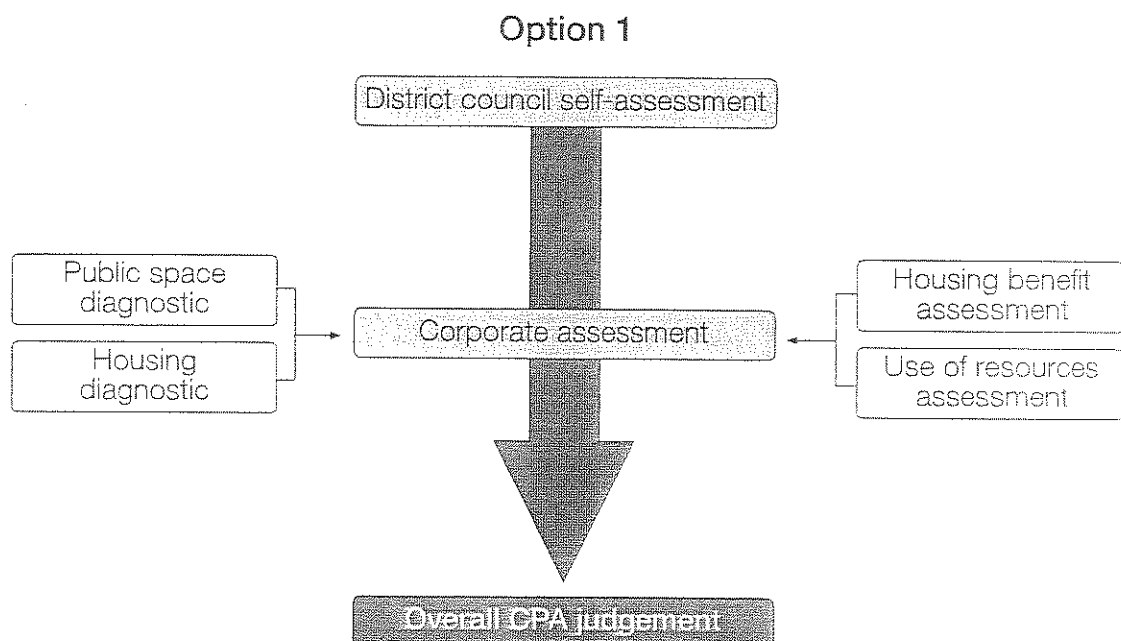 Option 1
District council self-assessment
Public space
diagnostic
Housing
diagnostic
Corporate assessment
Housing benefit
assessment
Use of resources
assessment
Overall CPA judgement